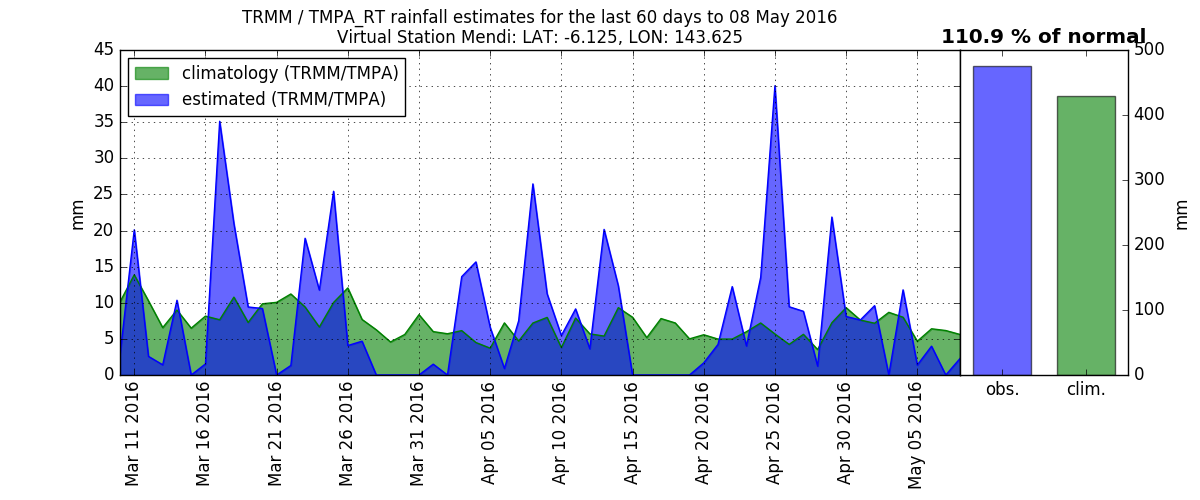 TRMM / TMPA_RT rainfall estimates for the last 60 days to 08 May 2016
Virtual Station Mendi: LAT: -6.125, LON: 143.625
110.9 % of normal
climatology (TRMM/TMPA)
estimated (TRMM/TMPA)
45
40
35
30
25
20
15
10
5
0
mm
Mar 11 2016
Mar 16 2016
Mar 21 2016
Mar 26 2016
Mar 31 2016
Apr 05 2016
Apr 10 2016
Apr 15 2016
Apr 20 2016
Apr 25 2016
Apr 30 2016
May 05 2016
500
400
300
200
100
0
mm
obs.
clim.